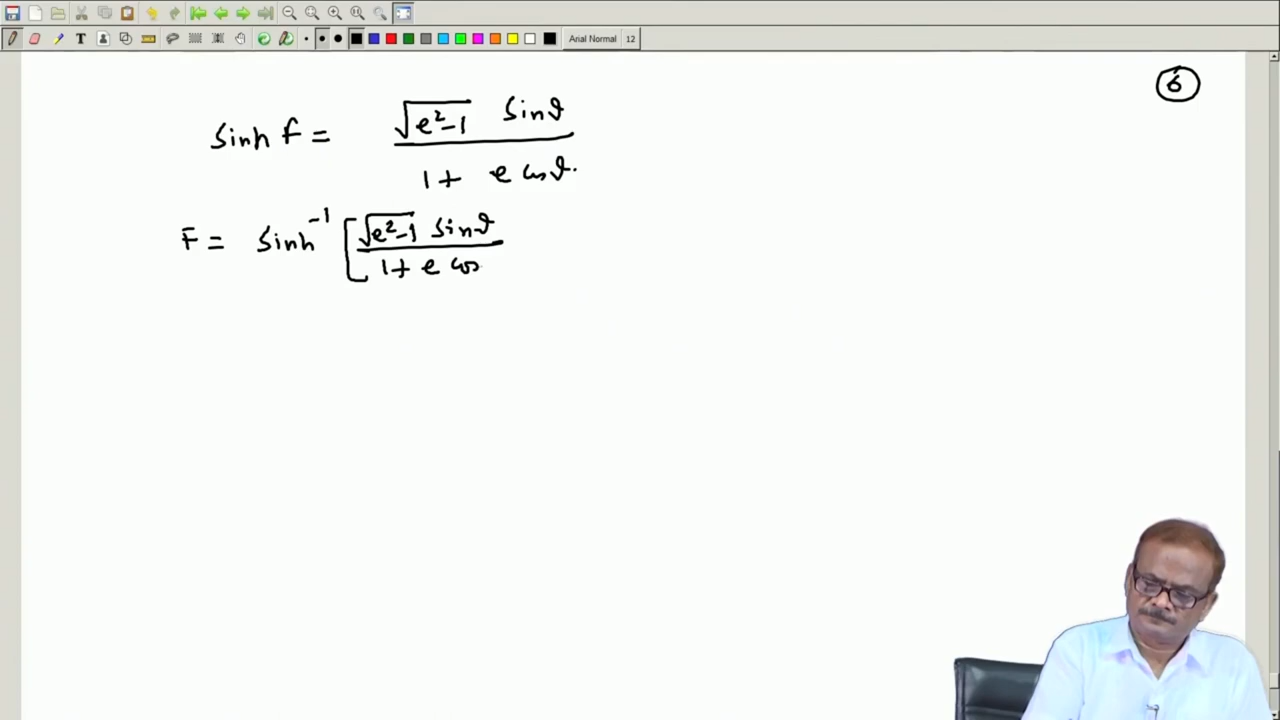 Arial Normal 12
6
sinh F = √(e²-1) sinϑ / 1 + e cosϑ.
F = sinh⁻¹ [ √(e²-1) sinϑ / 1 + e cos